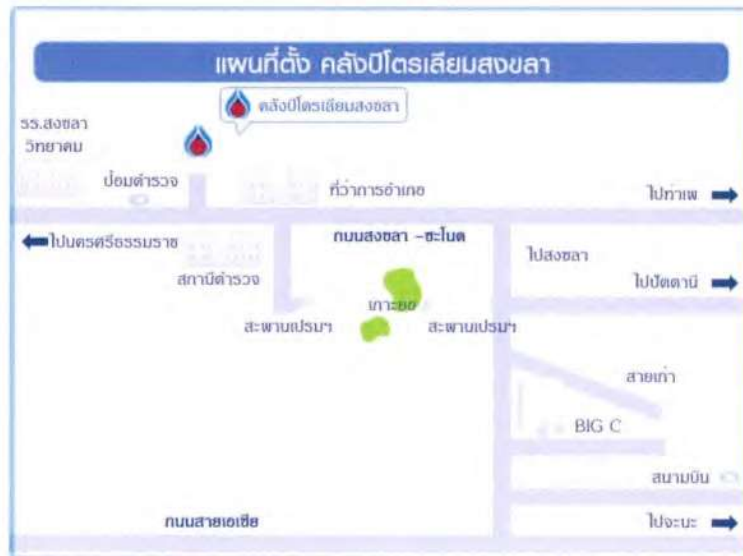 แผนที่ตั้ง คลังปิโตรเลียมสงขลา
คลังปิโตรเลียมสงขลา
รร.สงขลา
วิทยาคม
ป้อมตำรวจ
ที่ว่าการอำเภอ
ไปท่าเพ
ไปนครศรีธรรมราช
ถนนสงขลา -ชะโนด
ไปสงขลา
สถานีตำรวจ
ไปปัตตานี
เกาะยอ
สะพานเปรมฯ
สะพานเปรมฯ
สายเก่า
BIG C
สนามบิน
ถนนสายเอเซีย
ไปจะนะ